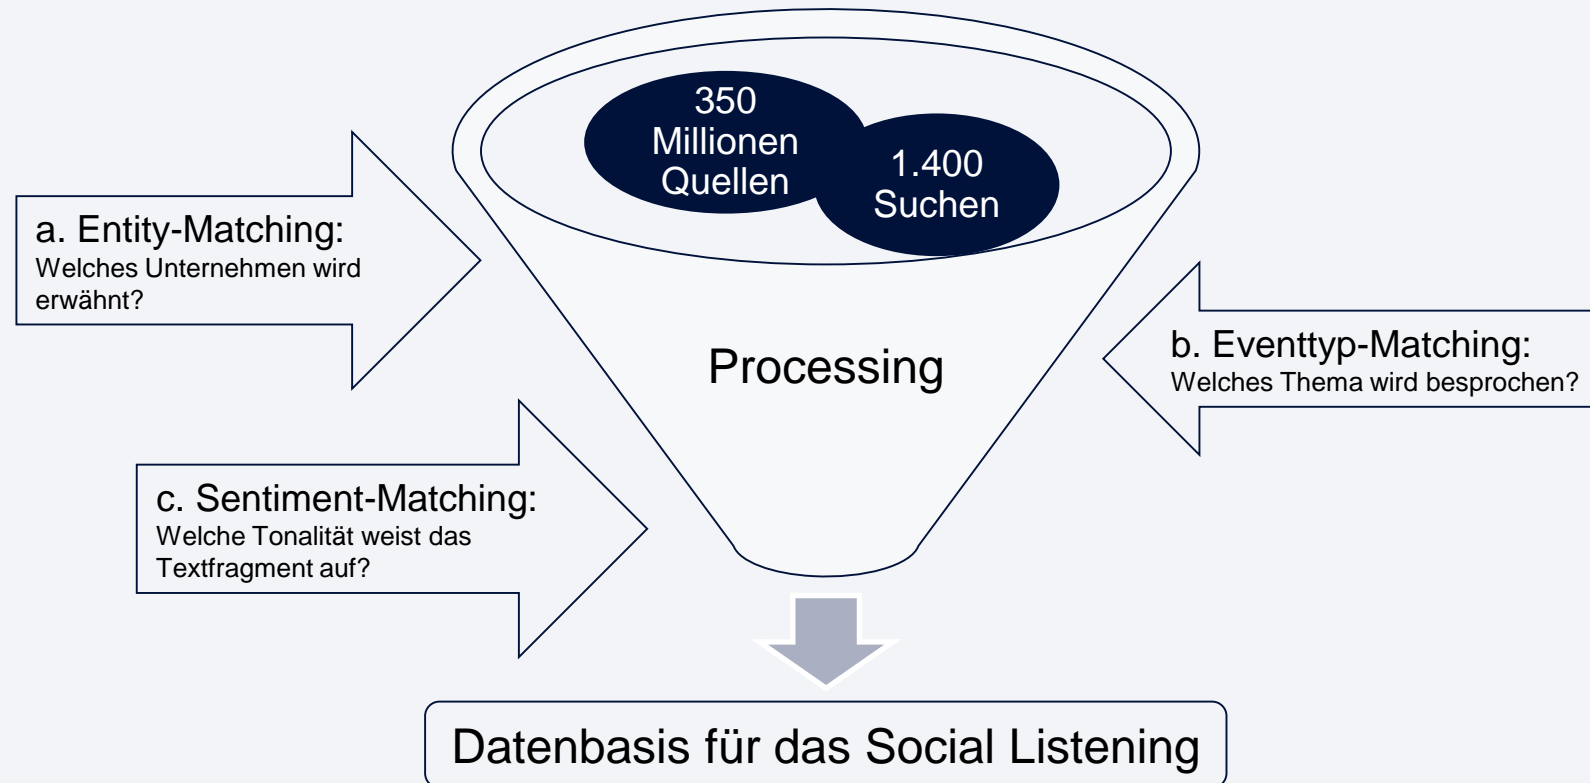 350
Millionen
Quellen
1.400
Suchen
a. Entity-Matching:
Welches Unternehmen wird
erwähnt?
Processing
b. Eventtyp-Matching:
Welches Thema wird besprochen?
c. Sentiment-Matching:
Welche Tonalität weist das
Textfragment auf?
Datenbasis für das Social Listening